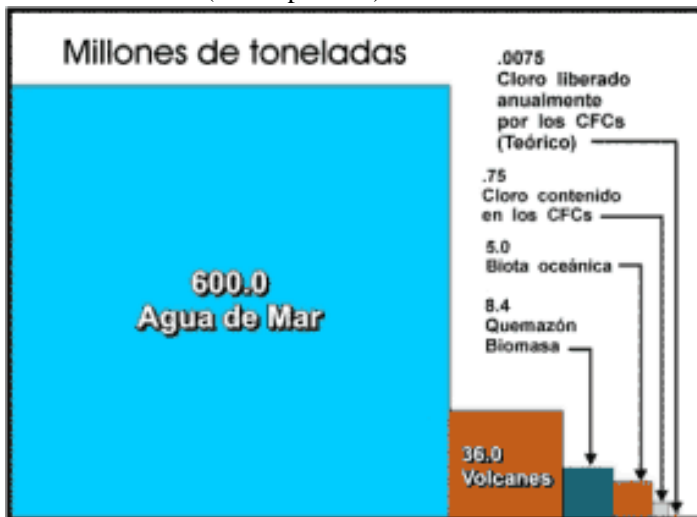 Millones de toneladas
.0075
Cloro liberado
anualmente
por los CFCs
(Teórico)
.75
Cloro contenido
en los CFCs
5.0
Biota oceánica
8.4
Quemazón
Biomasa
600.0
Agua de Mar
36.0
Volcanes